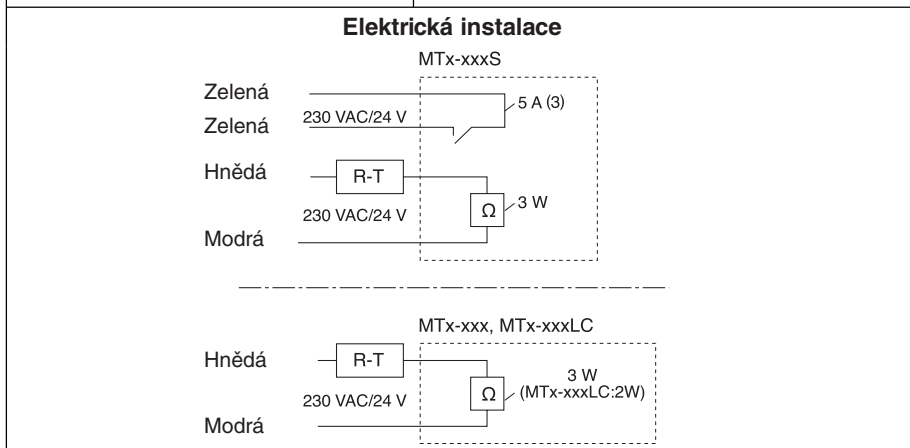 Elektrická instalace
MTx-xxxS
Zelená
5 A (3)
230 VAC/24 V
Zelená
Hnědá
R-T
Ω
3 W
230 VAC/24 V
Modrá
MTx-xxx, MTx-xxxLC
Hnědá
R-T
3 W
Ω
(MTx-xxxLC:2W)
230 VAC/24 V
Modrá